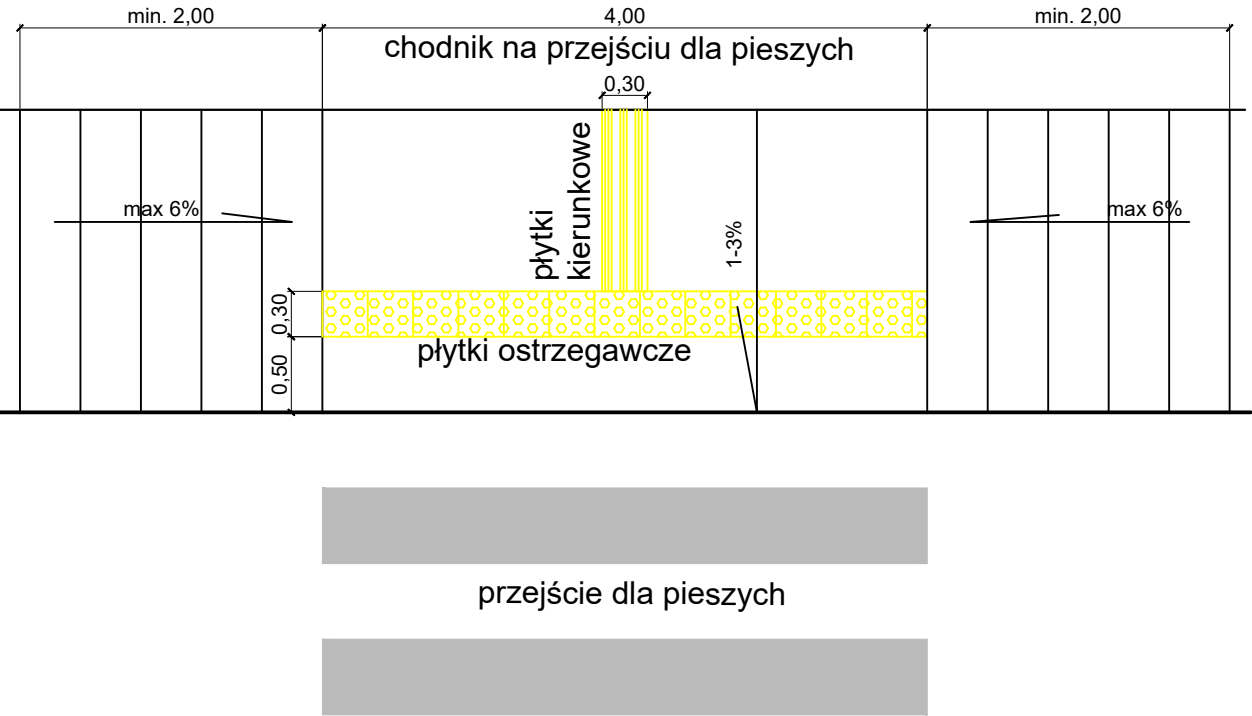 min. 2,00
4,00
min. 2,00
chodnik na przejściu dla pieszych
0,30
płytki
kierunkowe
max 6%
1-3%
max 6%
0,30
płytki ostrzegawcze
0,50
przejście dla pieszych